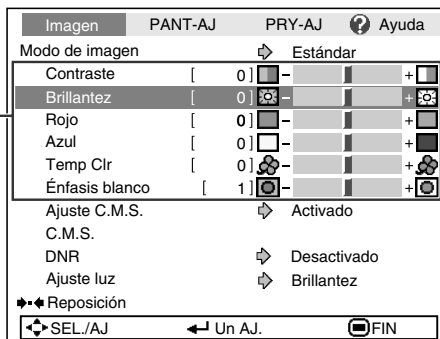 Imagen PANT-AJ PRY-AJ ? Ayuda
Modo de imagen Estándar
Contraste [ 0 ] - +
Brillantez [ 0 ] - +
Rojo [ 0 ] - +
Azul [ 0 ] - +
Temp Clr [ 0 ] - +
Énfasis blanco [ 1 ] - +
Ajuste C.M.S. Activado
C.M.S.
DNR Desactivado
Ajuste luz Brillantez
Reposición
SEL./AJ Un AJ. FIN